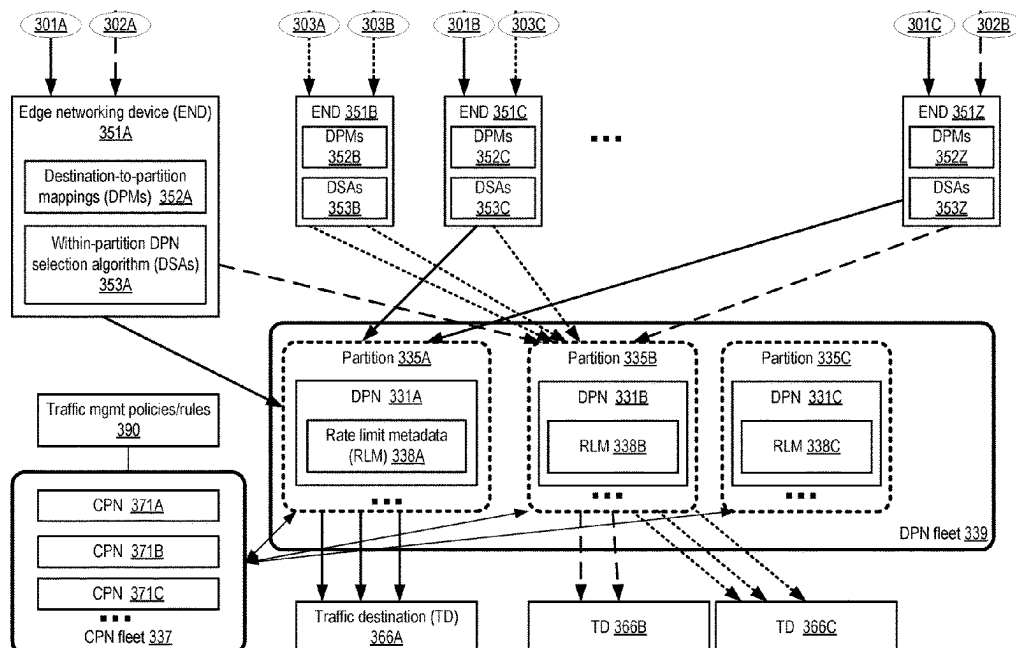 301A 302A 303A 303B 301B 303C 301C 302B
Edge networking device (END)
351A
Destination-to-partition
mappings (DPMs) 352A
Within-partition DPN
selection algorithm (DSAs)
353A
END 351B
DPMs
352B
DSAs
353B
END 351C
DPMs
352C
DSAs
353C
END 351Z
DPMs
352Z
DSAs
353Z
Partition 335A
DPN 331A
Rate limit metadata
(RLM) 338A
Partition 335B
DPN 331B
RLM 338B
Partition 335C
DPN 331C
RLM 338C
DPN fleet 339
Traffic mgmt policies/rules
390
CPN 371A
CPN 371B
CPN 371C
CPN fleet 337
Traffic destination (TD)
366A
TD 366B
TD 366C